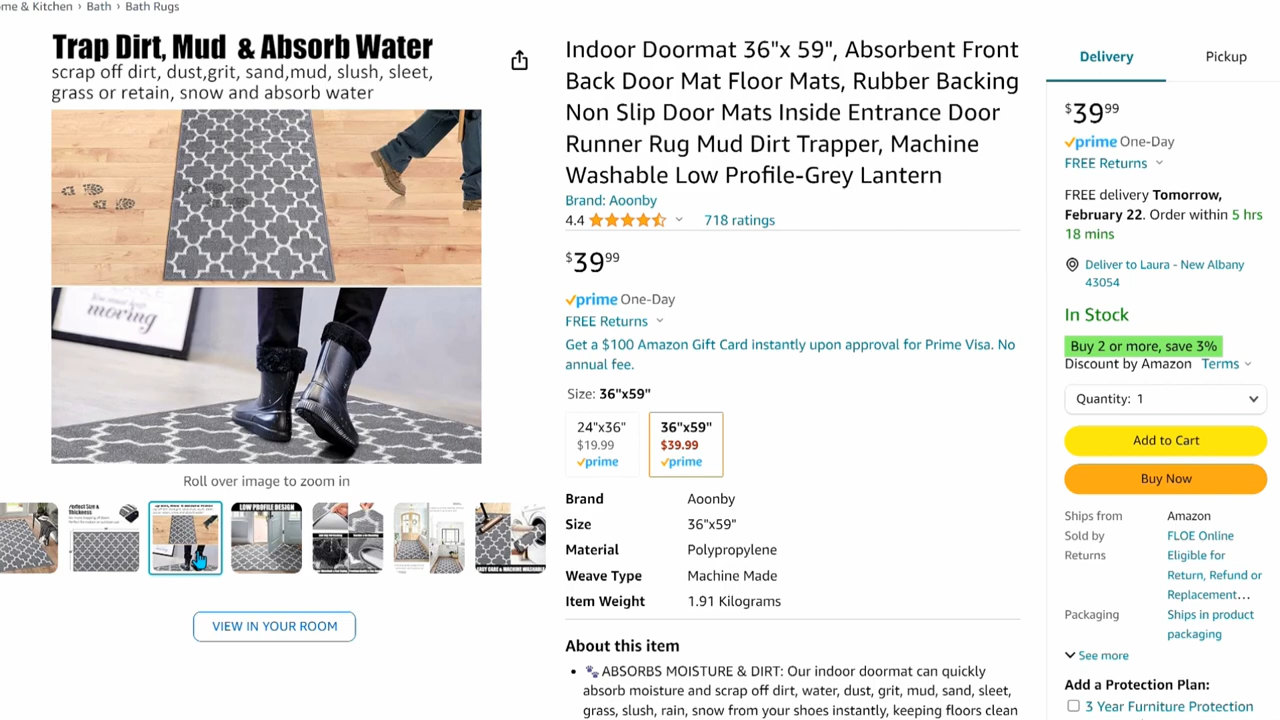 me & Kitchen › Bath › Bath Rugs
Trap Dirt, Mud & Absorb Water
scrap off dirt, dust,grit, sand,mud, slush, sleet,
grass or retain, snow and absorb water
moving
Roll over image to zoom in
LOW PROFILE DESIGN
VIEW IN YOUR ROOM
Indoor Doormat 36"x 59", Absorbent Front
Back Door Mat Floor Mats, Rubber Backing
Non Slip Door Mats Inside Entrance Door
Runner Rug Mud Dirt Trapper, Machine
Washable Low Profile-Grey Lantern
Brand: Aoonby
4.4 718 ratings
$39 99
prime One-Day
FREE Returns
Get a $100 Amazon Gift Card instantly upon approval for Prime Visa. No
annual fee.
Size: 36"x59"
24"x36"
$19.99
prime
36"x59"
$39.99
prime
Brand Aoonby
Size 36"x59"
Material Polypropylene
Weave Type Machine Made
Item Weight 1.91 Kilograms
About this item
• 🐾 ABSORBS MOISTURE & DIRT: Our indoor doormat can quickly
absorb moisture and scrap off dirt, water, dust, grit, mud, sand, sleet,
grass, slush, rain, snow from your shoes instantly, keeping floors clean
Delivery Pickup
$39 99
prime One-Day
FREE Returns
FREE delivery Tomorrow,
February 22. Order within 5 hrs
18 mins
Deliver to Laura - New Albany
43054
In Stock
Buy 2 or more, save 3%
Discount by Amazon Terms
Quantity: 1
Add to Cart
Buy Now
Ships from Amazon
Sold by FLOE Online
Returns Eligible for
Return, Refund or
Replacement…
Packaging Ships in product
packaging
See more
Add a Protection Plan:
3 Year Furniture Protection